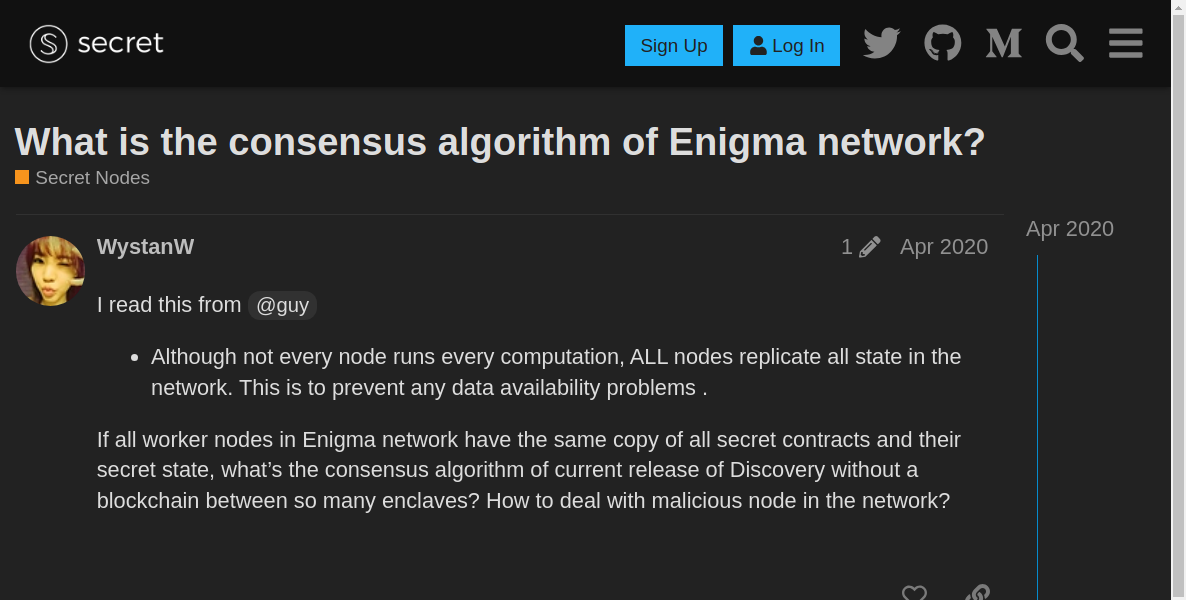 secret
Sign Up
Log In
What is the consensus algorithm of Enigma network?
Secret Nodes
Apr 2020
WystanW
1
Apr 2020
I read this from @guy
Although not every node runs every computation, ALL nodes replicate all state in the
network. This is to prevent any data availability problems .
If all worker nodes in Enigma network have the same copy of all secret contracts and their
secret state, what’s the consensus algorithm of current release of Discovery without a
blockchain between so many enclaves? How to deal with malicious node in the network?